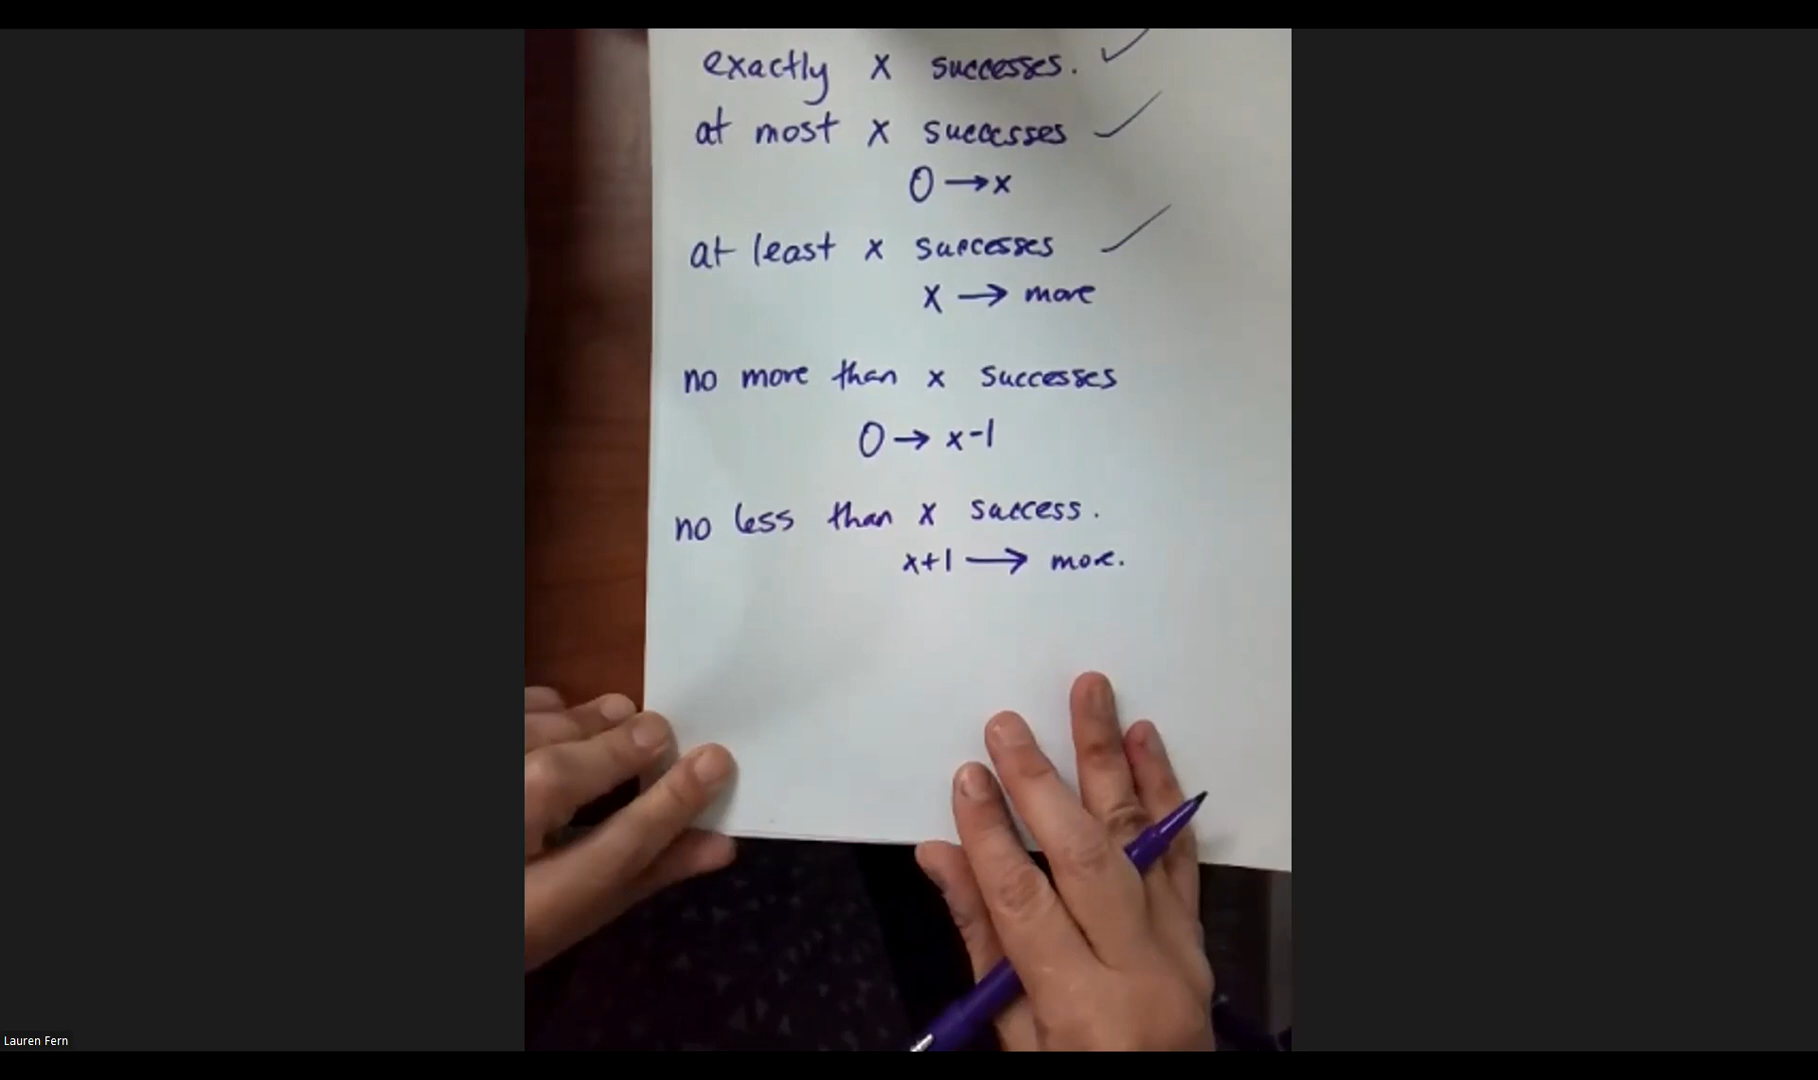 exactly x successes.
at most x successes
0 → x
at least x successes
x → more
no more than x successes
0 → x-1
no less than x success.
x+1 → more.
Lauren Fern